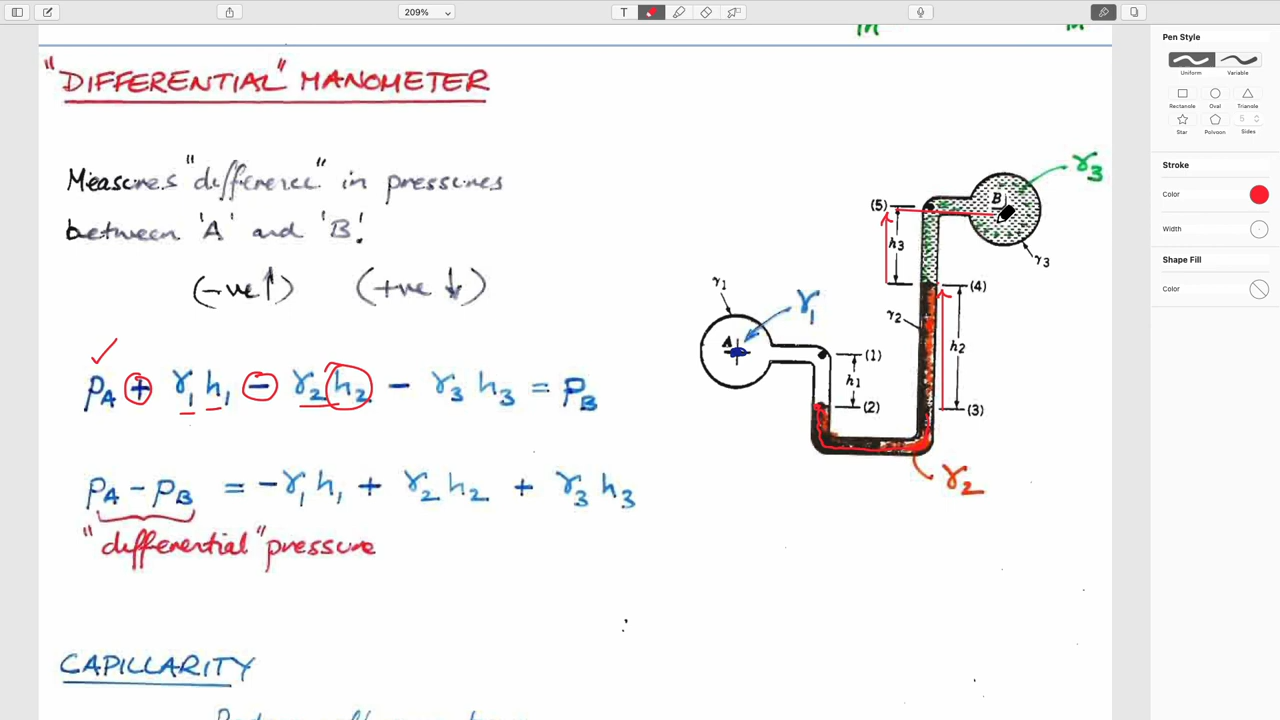 209%
T
Pen Style
Uniform
Variable
Rectangle
Oval
Triangle
Star
Polygon
5
Sides
Stroke
Color
Width
Shape Fill
Color
m
m
"DIFFERENTIAL" MANOMETER
Measures "difference" in pressures
between 'A' and 'B'.
(-ve↑) (+ve↓)
pA + γ1 h1 − γ2 h2 − γ3 h3 = pB
pA − pB = −γ1 h1 + γ2 h2 + γ3 h3
"differential" pressure
CAPILLARITY
γ3
(5)
B
h3
γ3
(4)
γ1
γ1
γ2
h2
A
(1)
h1
(2)
(3)
γ2